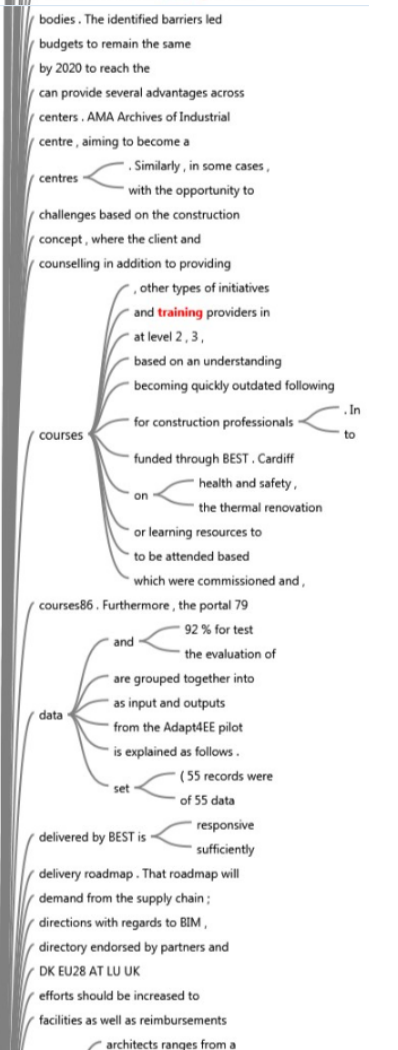 bodies . The identified barriers led
budgets to remain the same
by 2020 to reach the
can provide several advantages across
centers . AMA Archives of Industrial
centre , aiming to become a
centres
. Similarly , in some cases ,
with the opportunity to
challenges based on the construction
concept , where the client and
counselling in addition to providing
courses
, other types of initiatives
and training providers in
at level 2 , 3 ,
based on an understanding
becoming quickly outdated following
for construction professionals
. In
to
funded through BEST . Cardiff
on
health and safety ,
the thermal renovation
or learning resources to
to be attended based
which were commissioned and ,
courses86 . Furthermore , the portal 79
data
and
92 % for test
the evaluation of
are grouped together into
as input and outputs
from the Adapt4EE pilot
is explained as follows .
set
( 55 records were
of 55 data
delivered by BEST is
responsive
sufficiently
delivery roadmap . That roadmap will
demand from the supply chain ;
directions with regards to BIM ,
directory endorsed by partners and
DK EU28 AT LU UK
efforts should be increased to
facilities as well as reimbursements
architects ranges from a